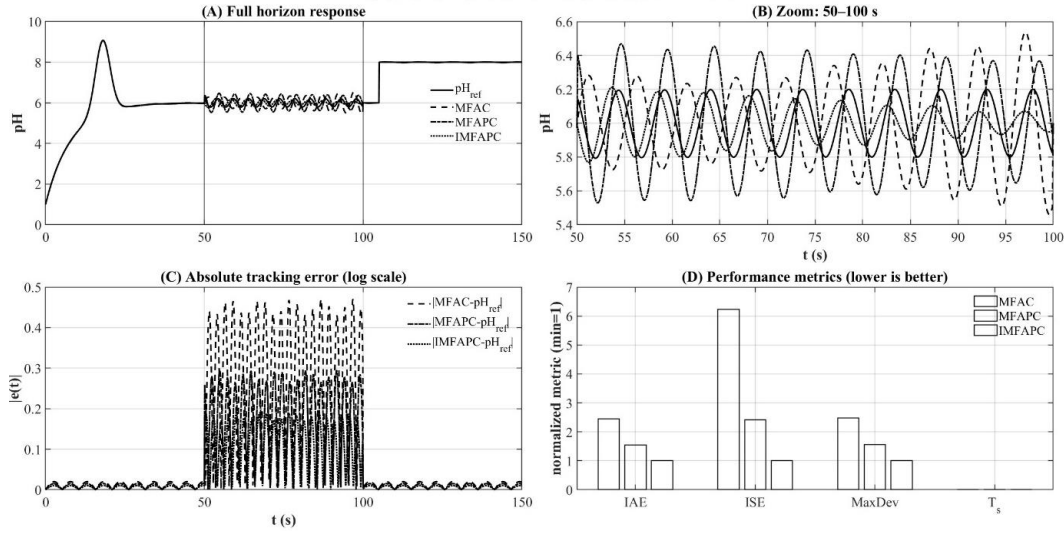 (A) Full horizon response
10
8
6
4
2
0
pH
pH_ref
MFAC
MFAPC
IMFAPC
0 50 100 150
(B) Zoom: 50–100 s
6.6
6.4
6.2
6
5.8
5.6
5.4
pH
50 55 60 65 70 75 80 85 90 95 100
t (s)
(C) Absolute tracking error (log scale)
0.5
0.4
0.3
0.2
0.1
0
|e(t)|
|MFAC-pH_ref|
|MFAPC-pH_ref|
|IMFAPC-pH_ref|
0 50 100 150
t (s)
(D) Performance metrics (lower is better)
7
6
5
4
3
2
1
0
normalized metric (min=1)
MFAC
MFAPC
IMFAPC
IAE ISE MaxDev T_s